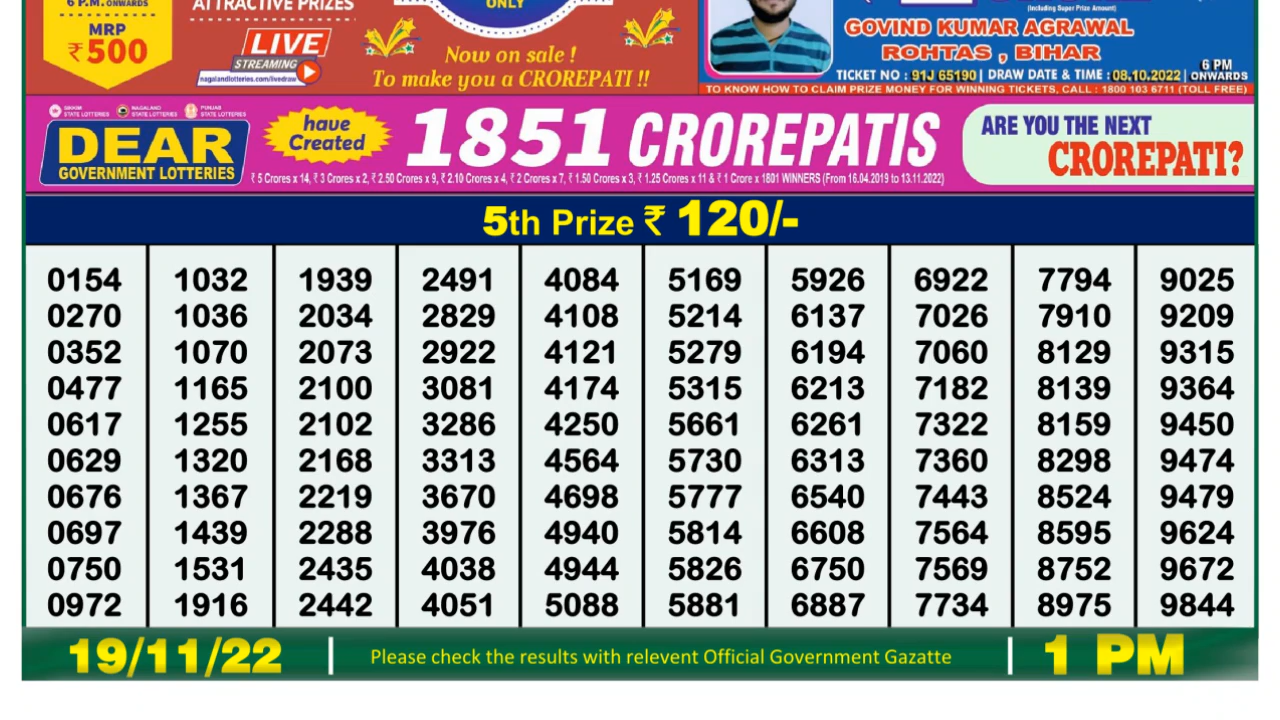 6 P.M. ONWARDS
MRP
₹500
ATTRACTIVE PRIZES
LIVE
STREAMING
nagalandlotteries.com/livedraw
ONLY
Now on sale !
To make you a CROREPATI !!
(Including Super Prize Amount)
GOVIND KUMAR AGRAWAL
ROHTAS , BIHAR
TICKET NO : 91J 65190 | DRAW DATE & TIME : 08.10.2022 | 6 PM ONWARDS
TO KNOW HOW TO CLAIM PRIZE MONEY FOR WINNING TICKETS, CALL : 1800 103 6711 (TOLL FREE)
SIKKIM STATE LOTTERIES NAGALAND STATE LOTTERIES PUNJAB STATE LOTTERIES
DEAR
GOVERNMENT LOTTERIES
have
Created
1851 CROREPATIS
₹ 5 Crores x 14, ₹ 3 Crores x 2, ₹ 2.50 Crores x 9, ₹ 2.10 Crores x 4, ₹ 2 Crores x 7, ₹ 1.50 Crores x 3, ₹ 1.25 Crores x 11 & ₹ 1 Crore x 1801 WINNERS (From 16.04.2019 to 13.11.2022)
ARE YOU THE NEXT
CROREPATI?
5th Prize ₹ 120/-
0154 1032 1939 2491 4084 5169 5926 6922 7794 9025
0270 1036 2034 2829 4108 5214 6137 7026 7910 9209
0352 1070 2073 2922 4121 5279 6194 7060 8129 9315
0477 1165 2100 3081 4174 5315 6213 7182 8139 9364
0617 1255 2102 3286 4250 5661 6261 7322 8159 9450
0629 1320 2168 3313 4564 5730 6313 7360 8298 9474
0676 1367 2219 3670 4698 5777 6540 7443 8524 9479
0697 1439 2288 3976 4940 5814 6608 7564 8595 9624
0750 1531 2435 4038 4944 5826 6750 7569 8752 9672
0972 1916 2442 4051 5088 5881 6887 7734 8975 9844
19/11/22 | Please check the results with relevent Official Government Gazatte | 1 PM